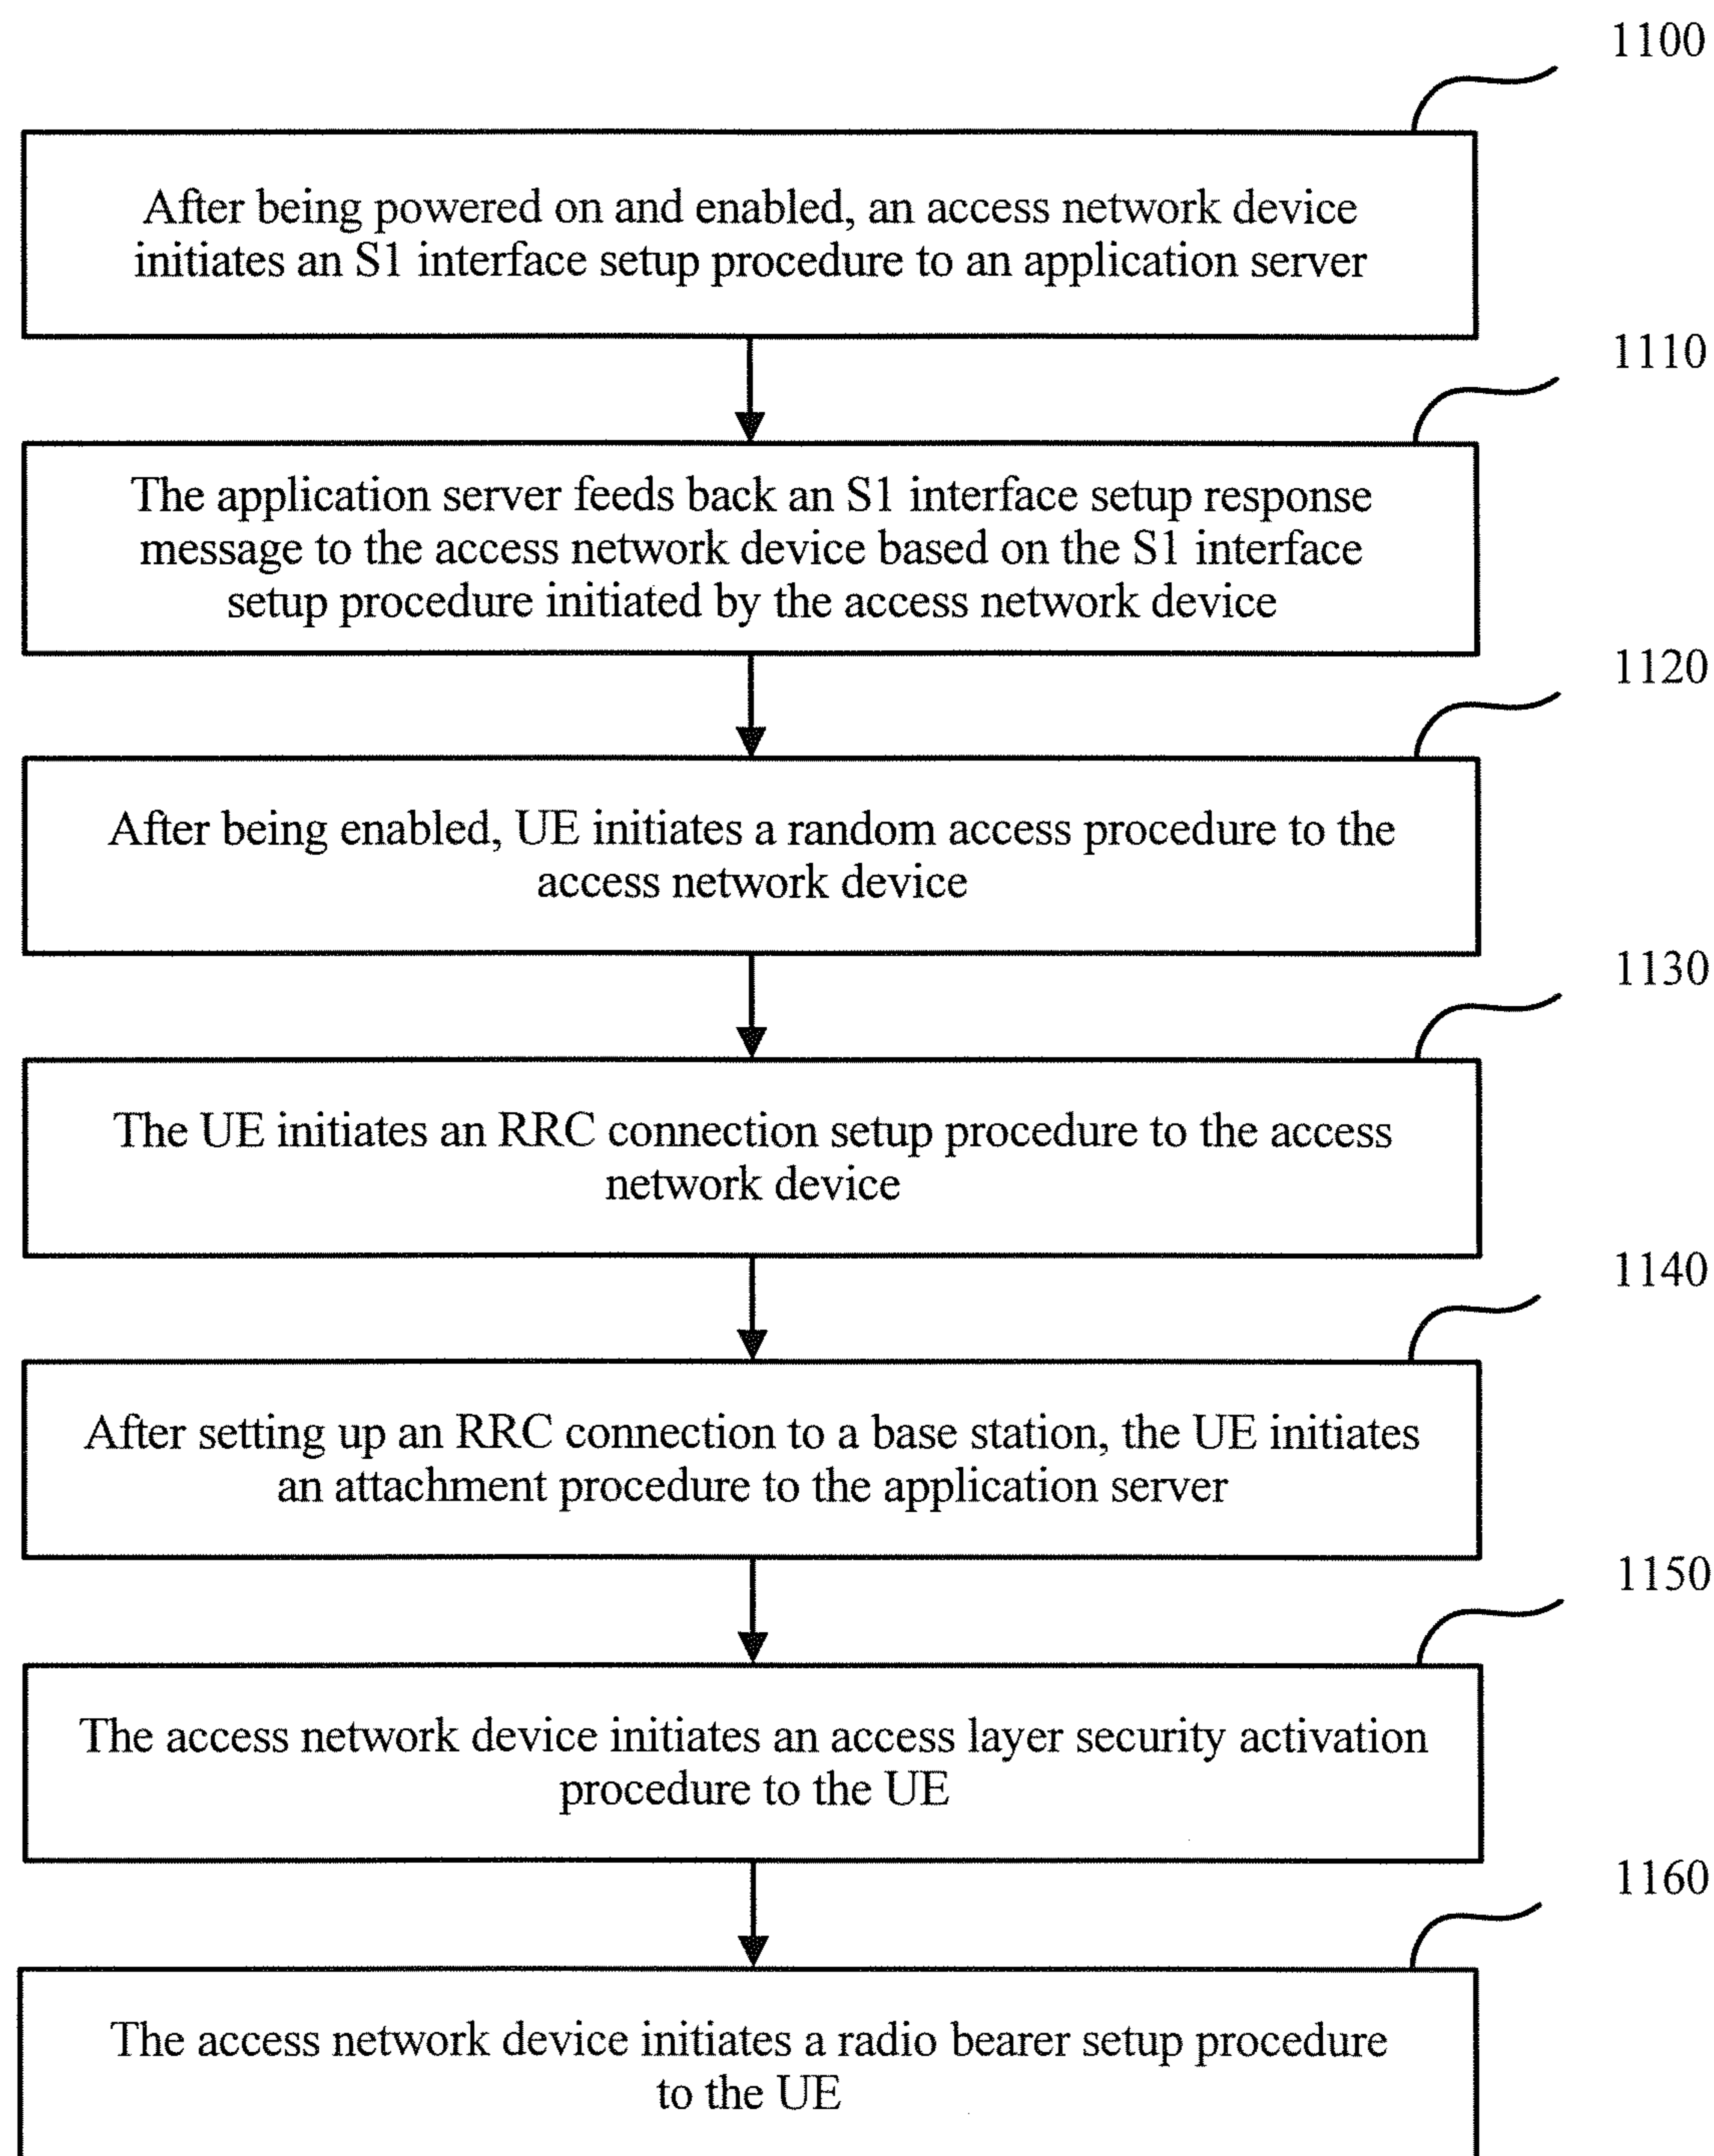 1100
After being powered on and enabled, an access network device
initiates an S1 interface setup procedure to an application server
1110
The application server feeds back an S1 interface setup response
message to the access network device based on the S1 interface
setup procedure initiated by the access network device
1120
After being enabled, UE initiates a random access procedure to the
access network device
1130
The UE initiates an RRC connection setup procedure to the access
network device
1140
After setting up an RRC connection to a base station, the UE initiates
an attachment procedure to the application server
1150
The access network device initiates an access layer security activation
procedure to the UE
1160
The access network device initiates a radio bearer setup procedure
to the UE